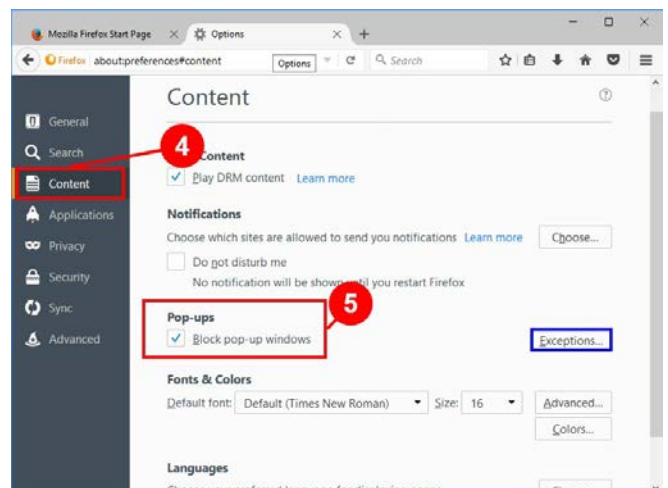 Mozilla Firefox Start Page
Options
Firefox about:preferences#content
Options
Search
Content
General
Search
Content
Applications
Privacy
Security
Sync
Advanced
4
Content
Play DRM content Learn more
Notifications
Choose which sites are allowed to send you notifications Learn more Choose...
Do not disturb me
No notification will be shown until you restart Firefox
5
Pop-ups
Block pop-up windows
Exceptions...
Fonts & Colors
Default font: Default (Times New Roman) Size: 16 Advanced...
Colors...
Languages